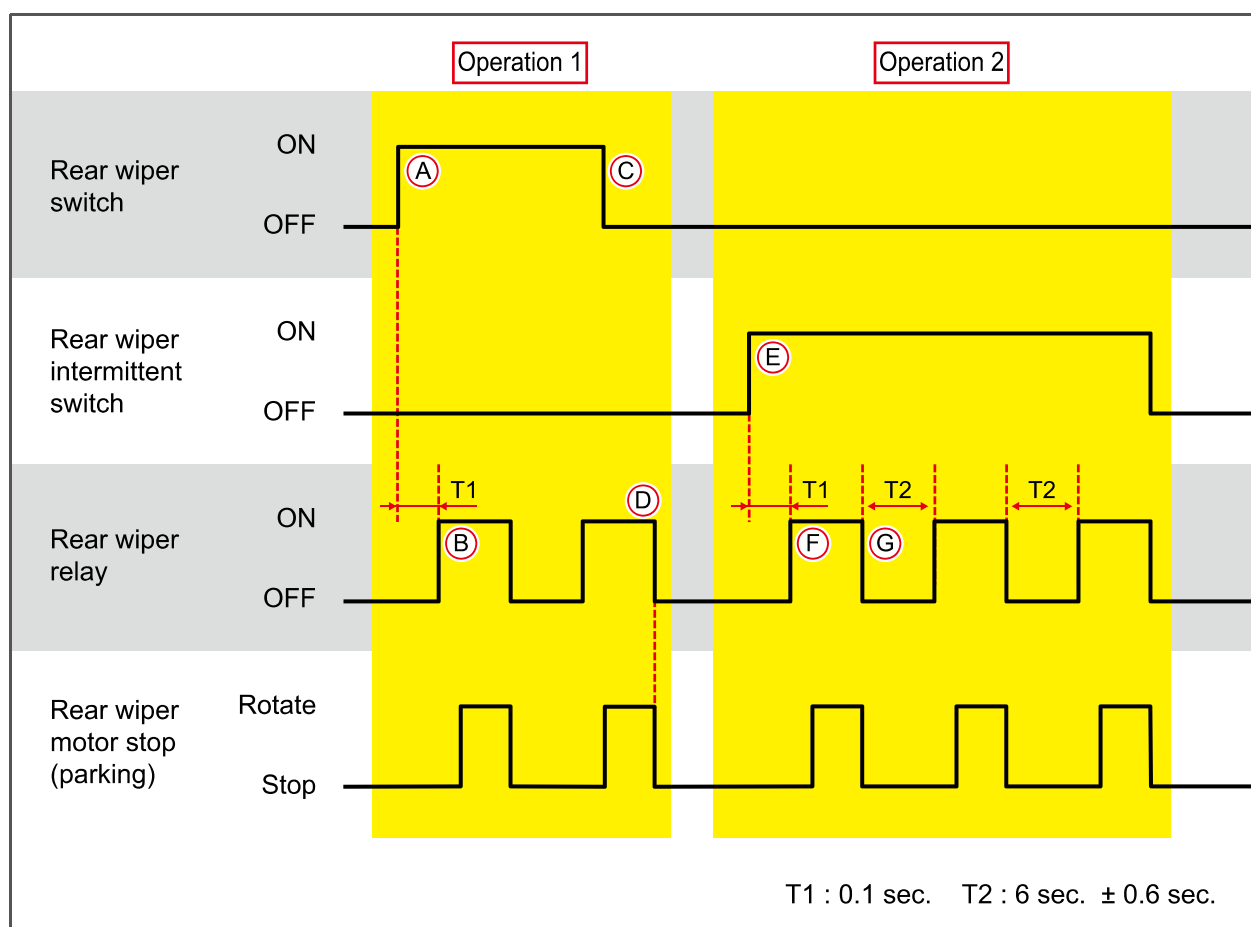 Operation 1
Operation 2
Rear wiper
switch
ON
OFF
A
C
Rear wiper
intermittent
switch
ON
OFF
E
Rear wiper
relay
ON
OFF
T1
B
D
T1
T2
T2
F
G
Rear wiper
motor stop
(parking)
Rotate
Stop
T1 : 0.1 sec. T2 : 6 sec. ± 0.6 sec.